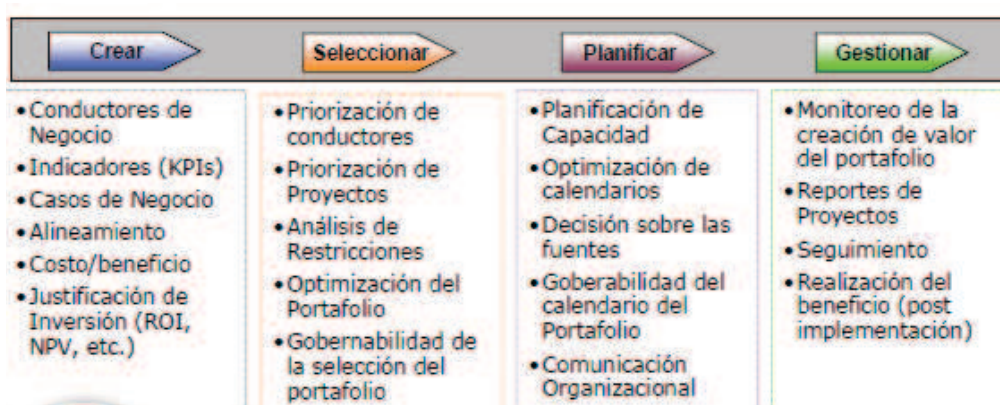 Crear
Seleccionar
Planificar
Gestionar
•Conductores de
Negocio
•Indicadores (KPIs)
•Casos de Negocio
•Alineamiento
•Costo/beneficio
•Justificación de
Inversión (ROI,
NPV, etc.)
•Priorización de
conductores
•Priorización de
Proyectos
•Análisis de
Restricciones
•Optimización del
Portafolio
•Gobernabilidad de
la selección del
portafolio
•Planificación de
Capacidad
•Optimización de
calendarios
•Decisión sobre las
fuentes
•Goberabilidad del
calendario del
Portafolio
•Comunicación
Organizacional
•Monitoreo de la
creación de valor
del portafolio
•Reportes de
Proyectos
•Seguimiento
•Realización del
beneficio (post
implementación)